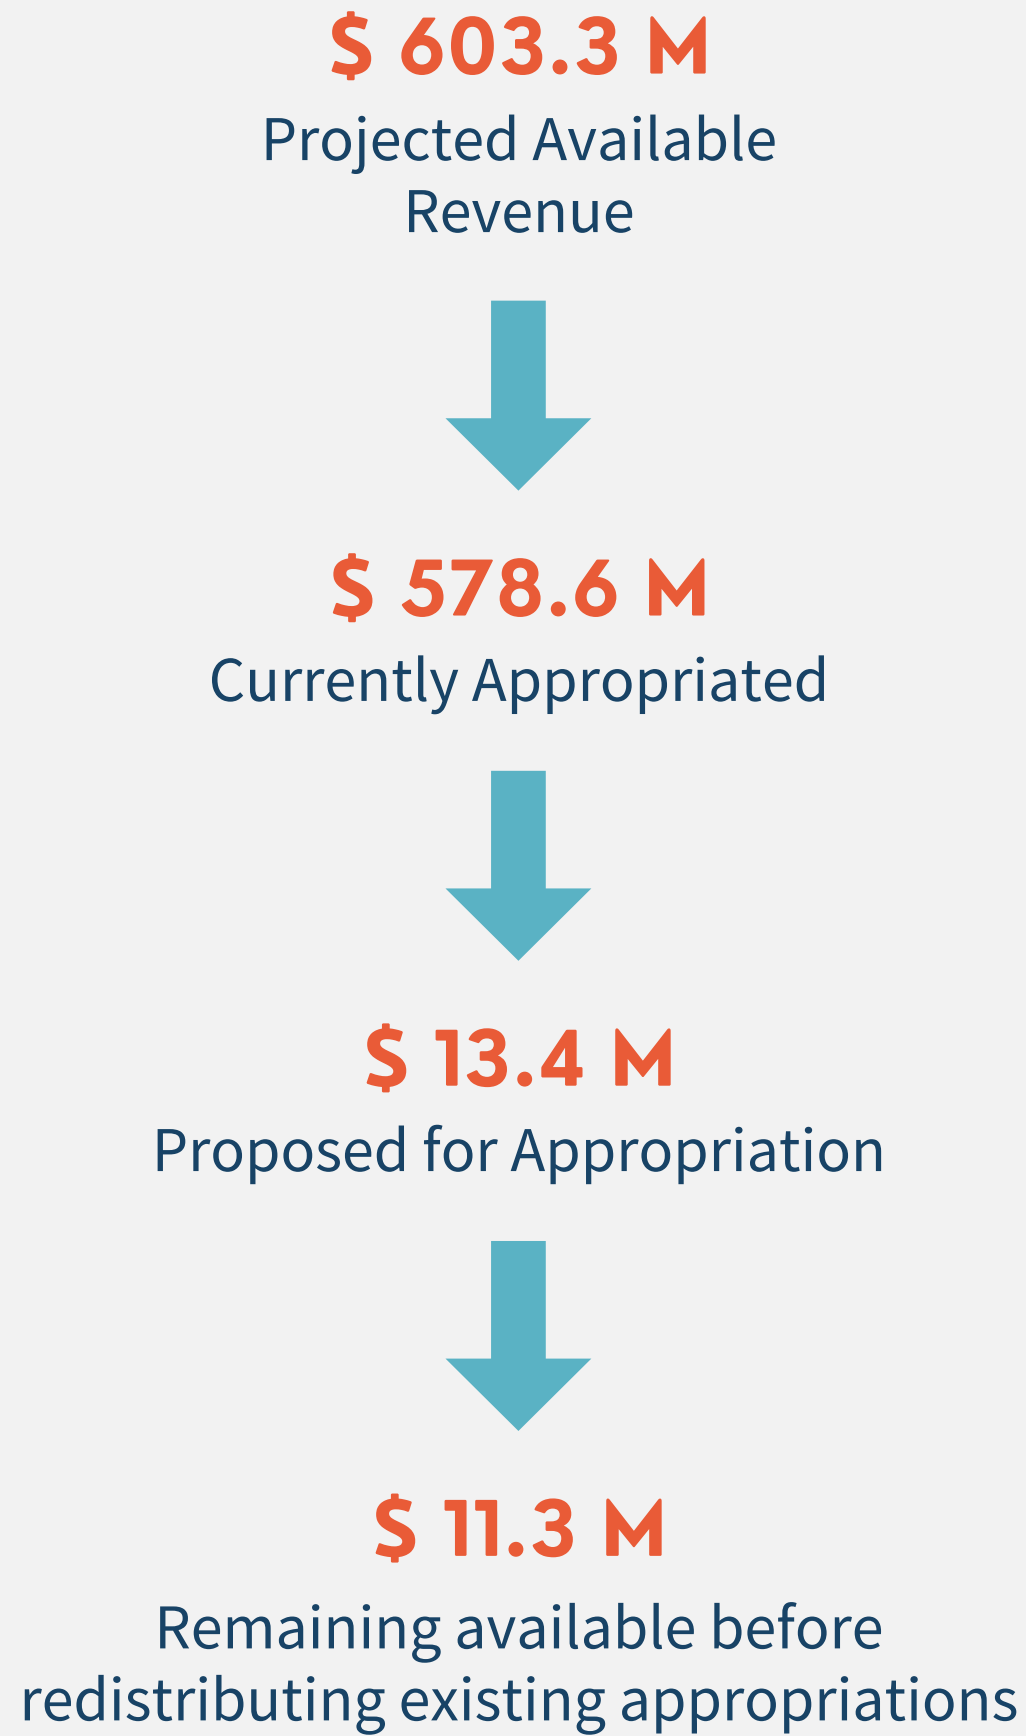 $ 603.3 M
Projected Available
Revenue
$ 578.6 M
Currently Appropriated
$ 13.4 M
Proposed for Appropriation
$ 11.3 M
Remaining available before
redistributing existing appropriations